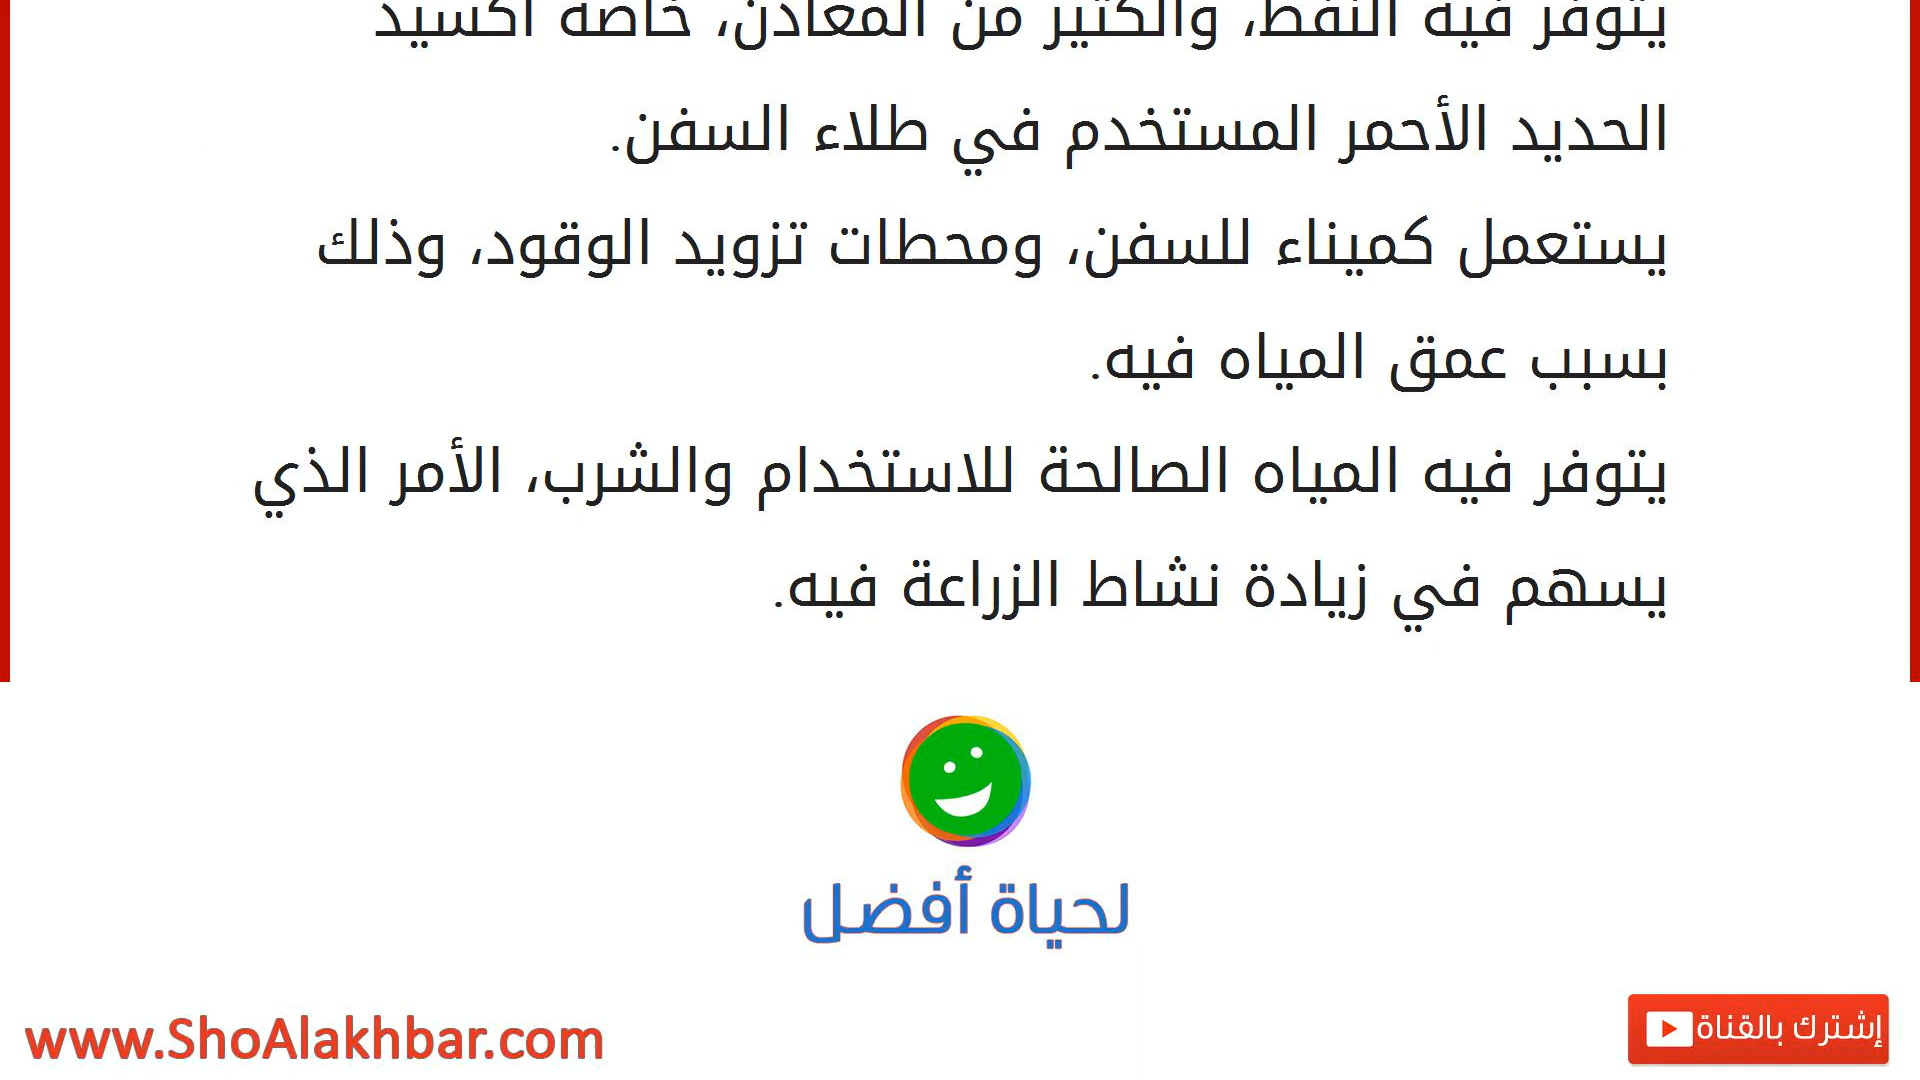 يتوفر فيه النفط، والكثير من المعادن، خاصة أكسيد
الحديد الأحمر المستخدم في طلاء السفن.
يستعمل كميناء للسفن، ومحطات تزويد الوقود، وذلك
بسبب عمق المياه فيه.
يتوفر فيه المياه الصالحة للاستخدام والشرب، الأمر الذي
يسهم في زيادة نشاط الزراعة فيه.
لحياة أفضل
www.ShoAlakhbar.com
إشترك بالقناة